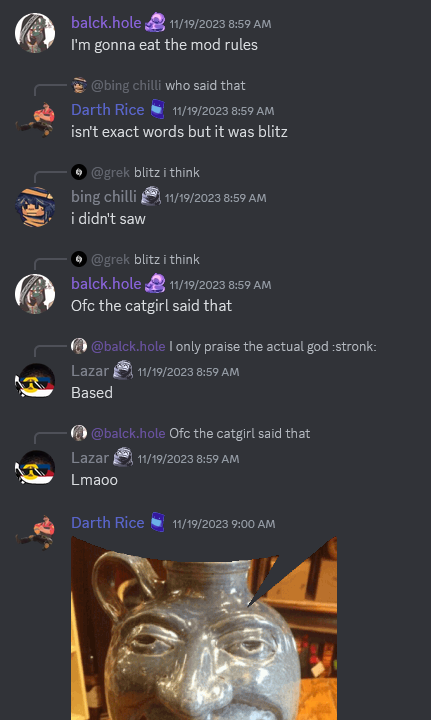 balck.hole 11/19/2023 8:59 AM
I'm gonna eat the mod rules
@bing chilli who said that
Darth Rice 11/19/2023 8:59 AM
isn't exact words but it was blitz
@grek blitz i think
bing chilli 11/19/2023 8:59 AM
i didn't saw
@grek blitz i think
balck.hole 11/19/2023 8:59 AM
Ofc the catgirl said that
@balck.hole I only praise the actual god :stronk:
Lazar 11/19/2023 8:59 AM
Based
@balck.hole Ofc the catgirl said that
Lazar 11/19/2023 8:59 AM
Lmaoo
Darth Rice 11/19/2023 9:00 AM